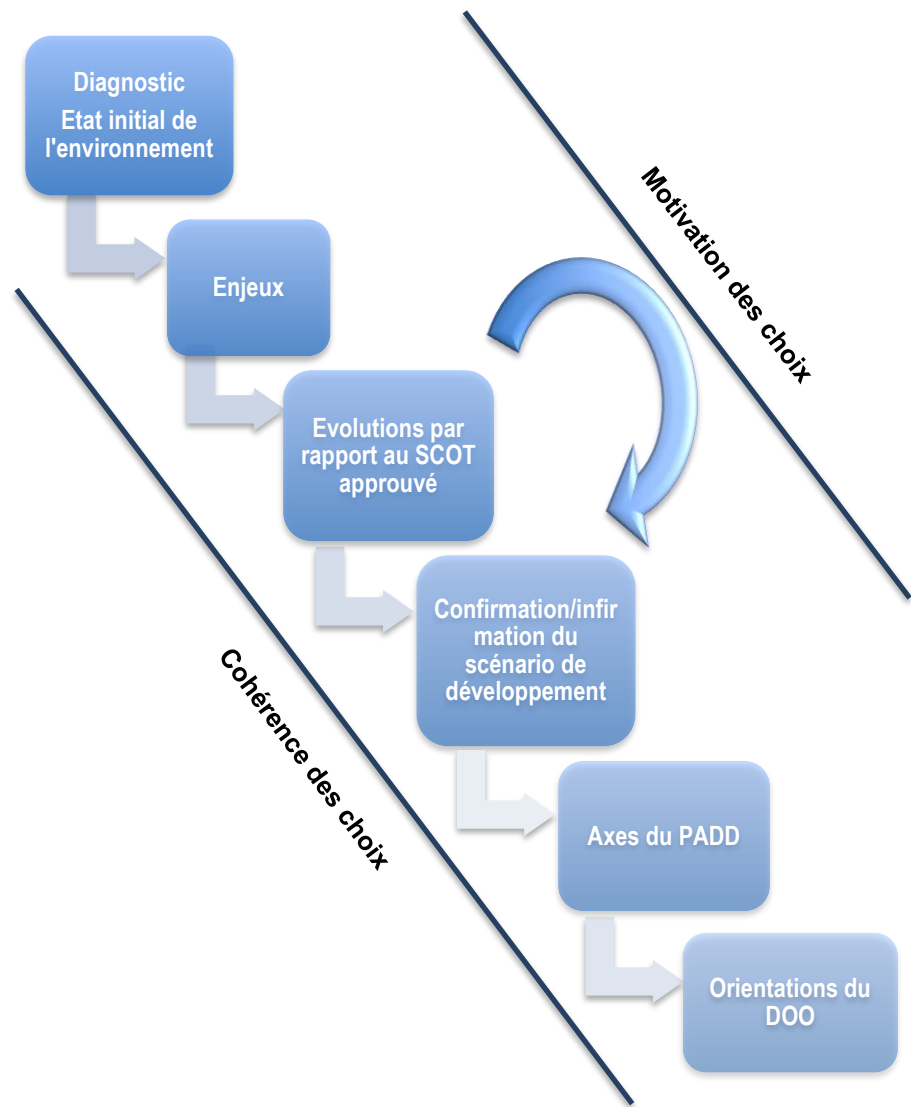 Diagnostic
Etat initial de
l'environnement
Motivation des choix
Enjeux
Evolutions par
rapport au SCOT
approuvé
Confirmation/infir
mation du
scénario de
développement
Cohérence des choix
Axes du PADD
Orientations du
DOO